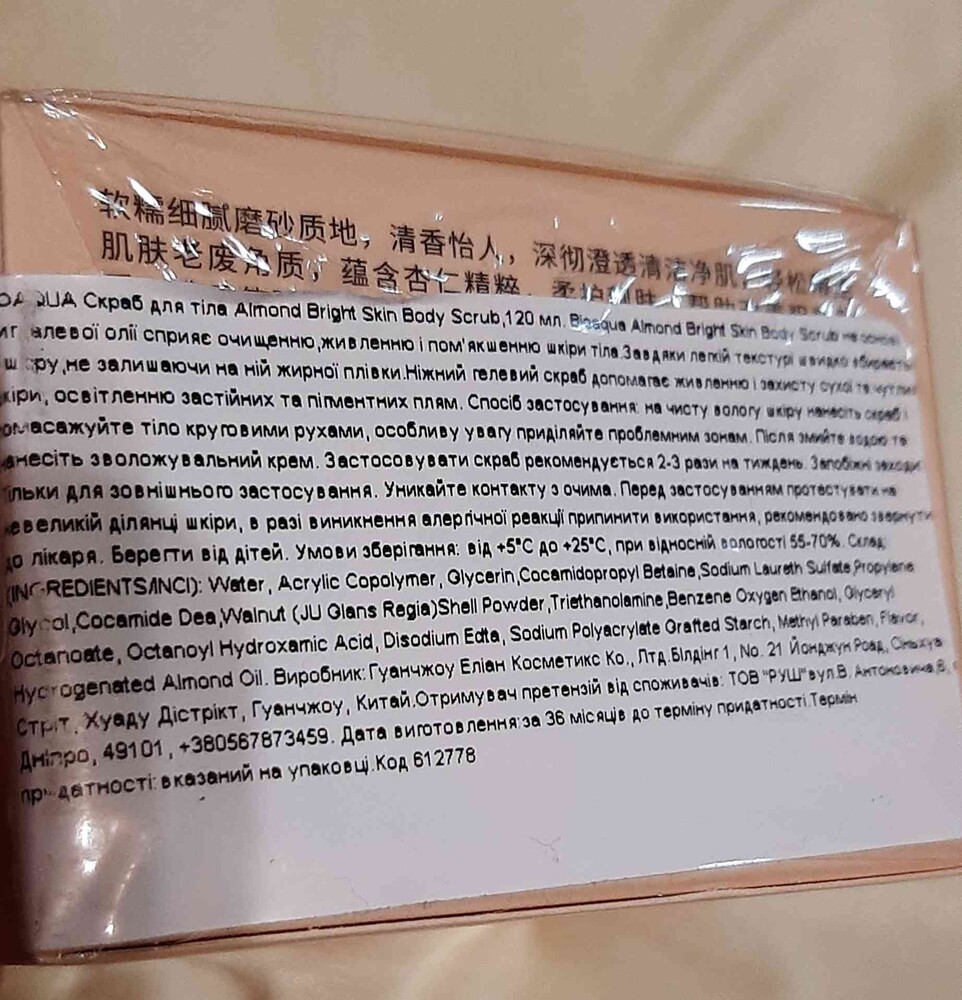 软糯细腻磨砂质地，清香怡人，深彻澄透清洁净肌
肌肤老废角质，蕴含杏仁精粹
QUA Скраб для тіла Almond Bright Skin Body Scrub,120 мл. Bioaqua Almond Bright Skin Body Scrub на основі
олії сприяє очищенню,живленню і пом'якшенню шкіри тіла.Завдяки легкій текстурі швидко вбирається
не залишаючи на ній жирної плівки.Ніжний гелевий скраб допомагає живленню і захисту сухої та чутливої
освітленню застійних та пігментних плям. Спосіб застосування: на чисту вологу шкіру нанесіть скраб і
тіло круговими рухами, особливу увагу приділяйте проблемним зонам. Після змийте водою та
зволожувальний крем. Застосовувати скраб рекомендується 2-3 рази на тиждень. Запобіжні заходи:
для зовнішнього застосування. Уникайте контакту з очима. Перед застосуванням протестувати на
ділянці шкіри, в разі виникнення алергічної реакції припинити використання, рекомендовано звернутись
до лікаря. Берегти від дітей. Умови зберігання: від +5°C до +25°C, при відносній вологості 55-70%. Склад
(INGREDIENTS/INCI): Water, Acrylic Copolymer, Glycerin,Cocamidopropyl Betaine,Sodium Laureth Sulfate,Propylene
Glycol,Cocamide Dea,Walnut (JU Glans Regia)Shell Powder,Triethanolamine,Benzene Oxygen Ethanol, Glyceryl
Octanoate, Octanoyl Hydroxamic Acid, Disodium Edta, Sodium Polyacrylate Grafted Starch, Methyl Paraben, Flavor,
Hydrogenated Almond Oil. Виробник: Гуанчжоу Еліан Косметикс Ко., Лтд.Білдінг 1, No. 21 Йонджун Роад, Сіньхуа
Стріт, Хуаду Дістрікт, Гуанчжоу, Китай.Отримувач претензій від споживачів: ТОВ "РУШ" вул.В. Антоновича,6,
Дніпро, 49101, +380567873459. Дата виготовлення:за 36 місяців до терміну придатності.Термін
придатності:вказаний на упаковці.Код 612778